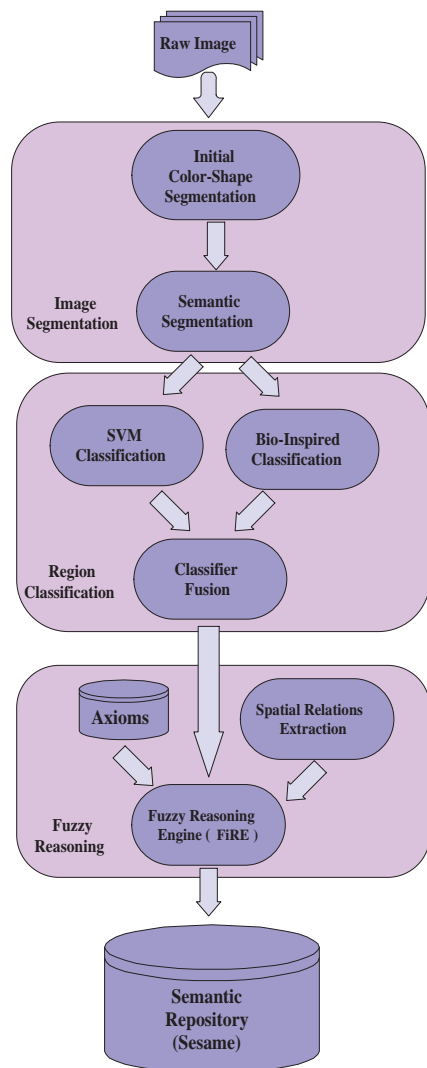 Raw Image
Initial
Color-Shape
Segmentation
Semantic
Segmentation
Image
Segmentation
SVM
Classification
Bio-Inspired
Classification
Classifier
Fusion
Region
Classification
Axioms
Spatial Relations
Extraction
Fuzzy Reasoning
Engine ( FiRE )
Fuzzy
Reasoning
Semantic
Repository
(Sesame)